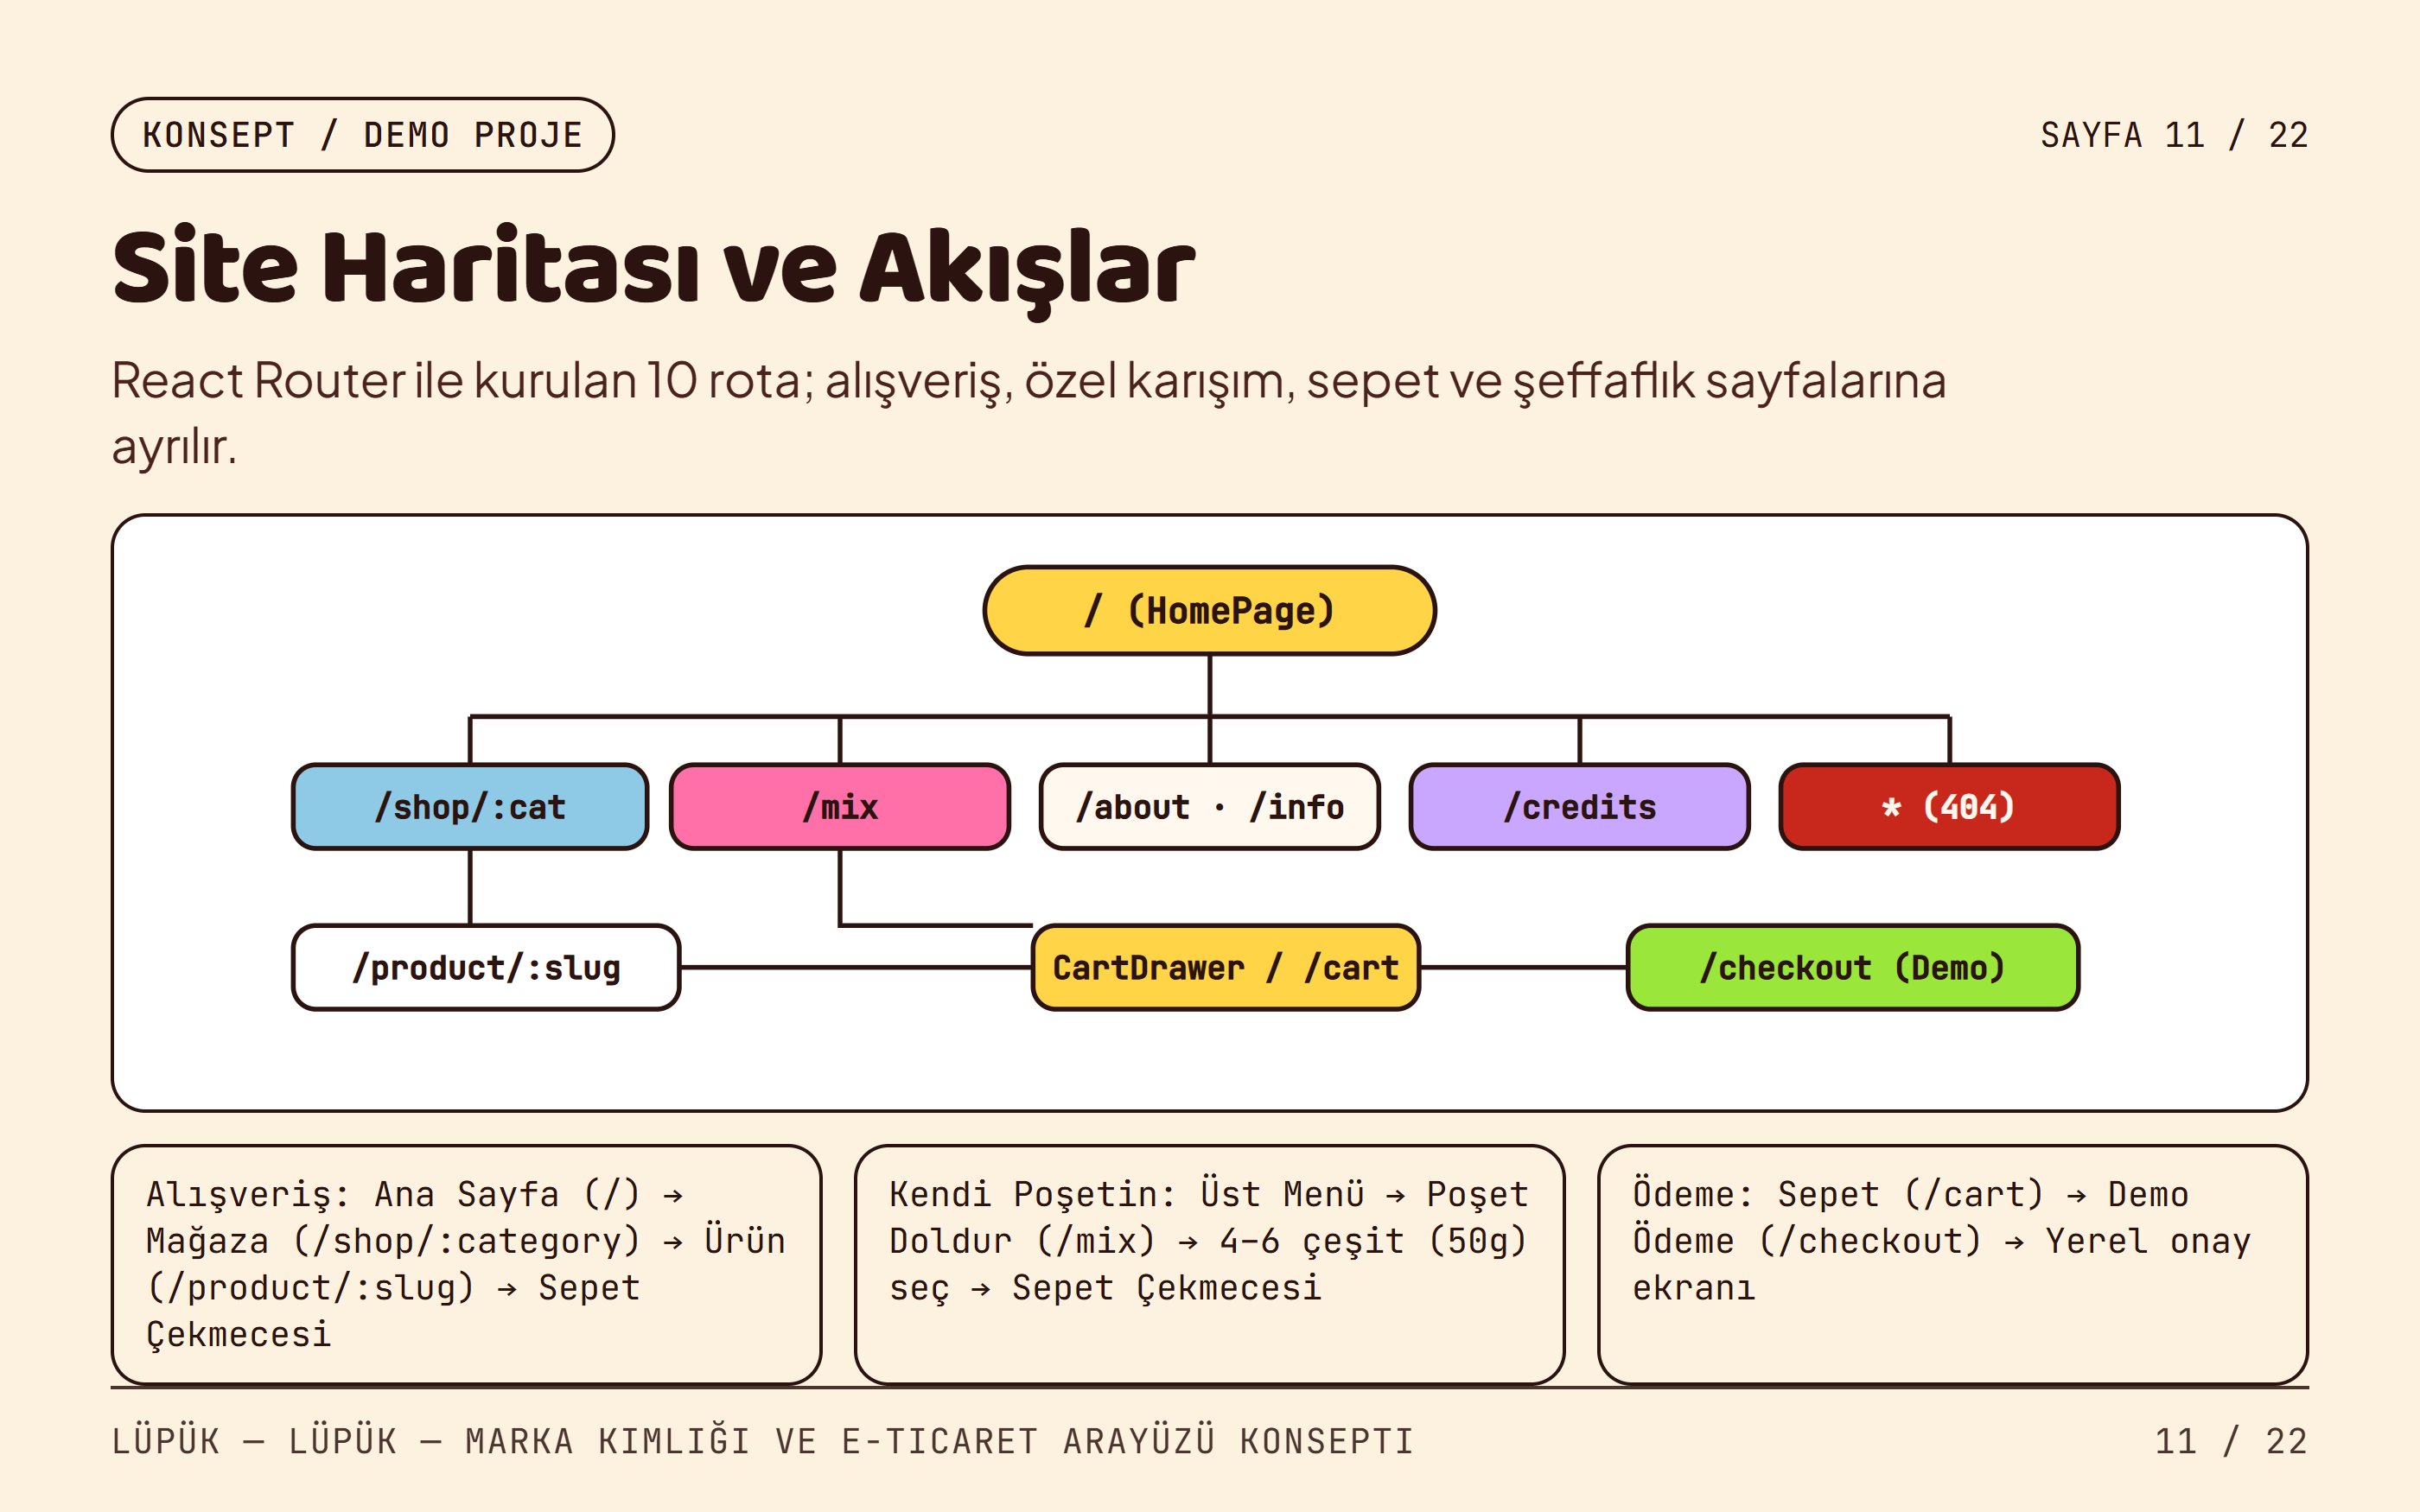 KONSEPT / DEMO PROJE
SAYFA 11 / 22
Site Haritası ve Akışlar
React Router ile kurulan 10 rota; alışveriş, özel karışım, sepet ve şeffaflık sayfalarına
ayrılır.
/ (HomePage)
/shop/:cat
/mix
/about · /info
/credits
* (404)
/product/:slug
CartDrawer / /cart
/checkout (Demo)
Alışveriş: Ana Sayfa (/) →
Mağaza (/shop/:category) → Ürün
(/product/:slug) → Sepet
Çekmecesi
Kendi Poşetin: Üst Menü → Poşet
Doldur (/mix) → 4–6 çeşit (50g)
seç → Sepet Çekmecesi
Ödeme: Sepet (/cart) → Demo
Ödeme (/checkout) → Yerel onay
ekranı
LÜPÜK — LÜPÜK — MARKA KIMLIĞI VE E-TICARET ARAYÜZÜ KONSEPTI
11 / 22